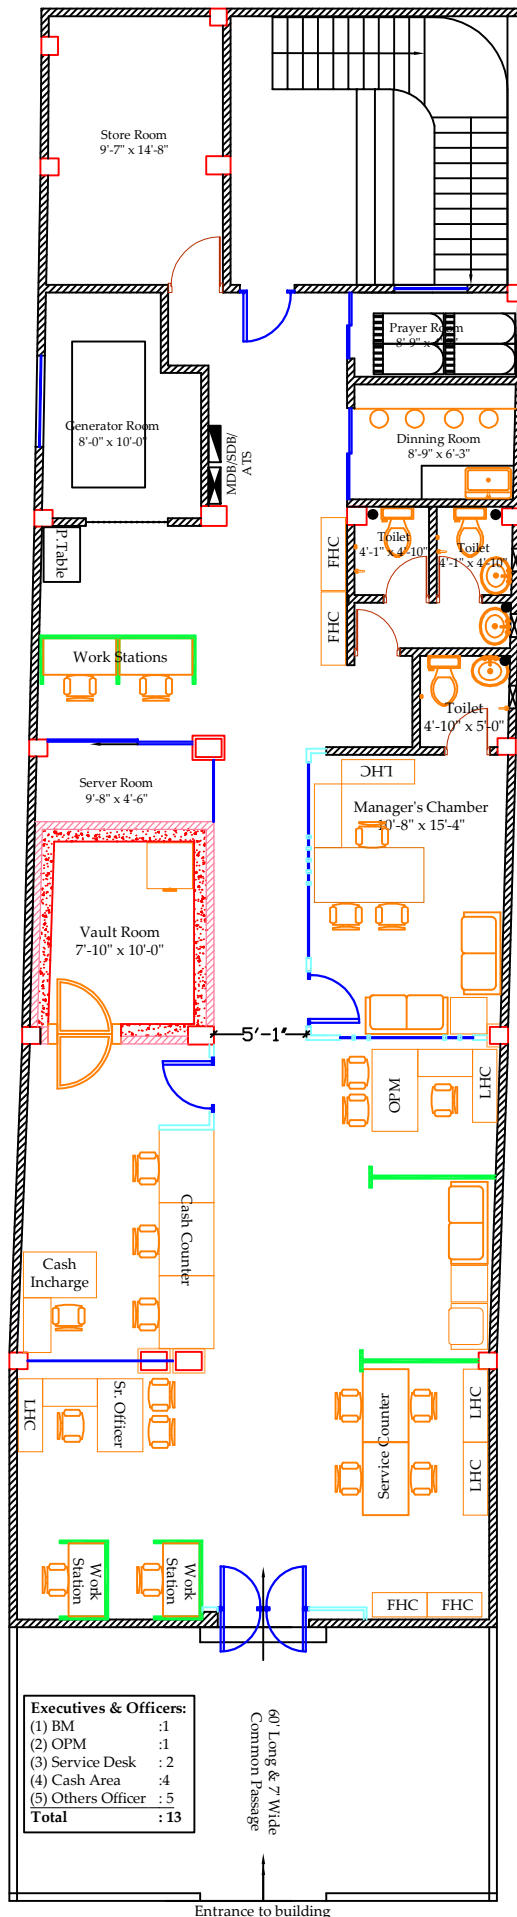 Store Room
9'-7" x 14'-8"
Prayer Room
Generator Room
8'-0" x 10'-0"
MDB/SDB/
ATS
Dinning Room
8'-9" x 6'-3"
P.Table
FHC
FHC
Toilet
4'-1" x 4'-10"
Toilet
4'-1" x 4'-10"
Work Stations
Toilet
4'-10" x 5'-0"
Server Room
9'-8" x 4'-6"
LHC
Manager's Chamber
10'-8" x 15'-4"
Vault Room
7'-10" x 10'-0"
5'-1"
OPM
LHC
Cash Counter
Cash
Incharge
LHC
Sr. Officer
Service Counter
LHC
LHC
Work
Station
Work
Station
FHC
FHC
Executives & Officers:
(1) BM :1
(2) OPM :1
(3) Service Desk : 2
(4) Cash Area :4
(5) Others Officer : 5
Total : 13
60' Long & 7' Wide
Common Passage
Entrance to building